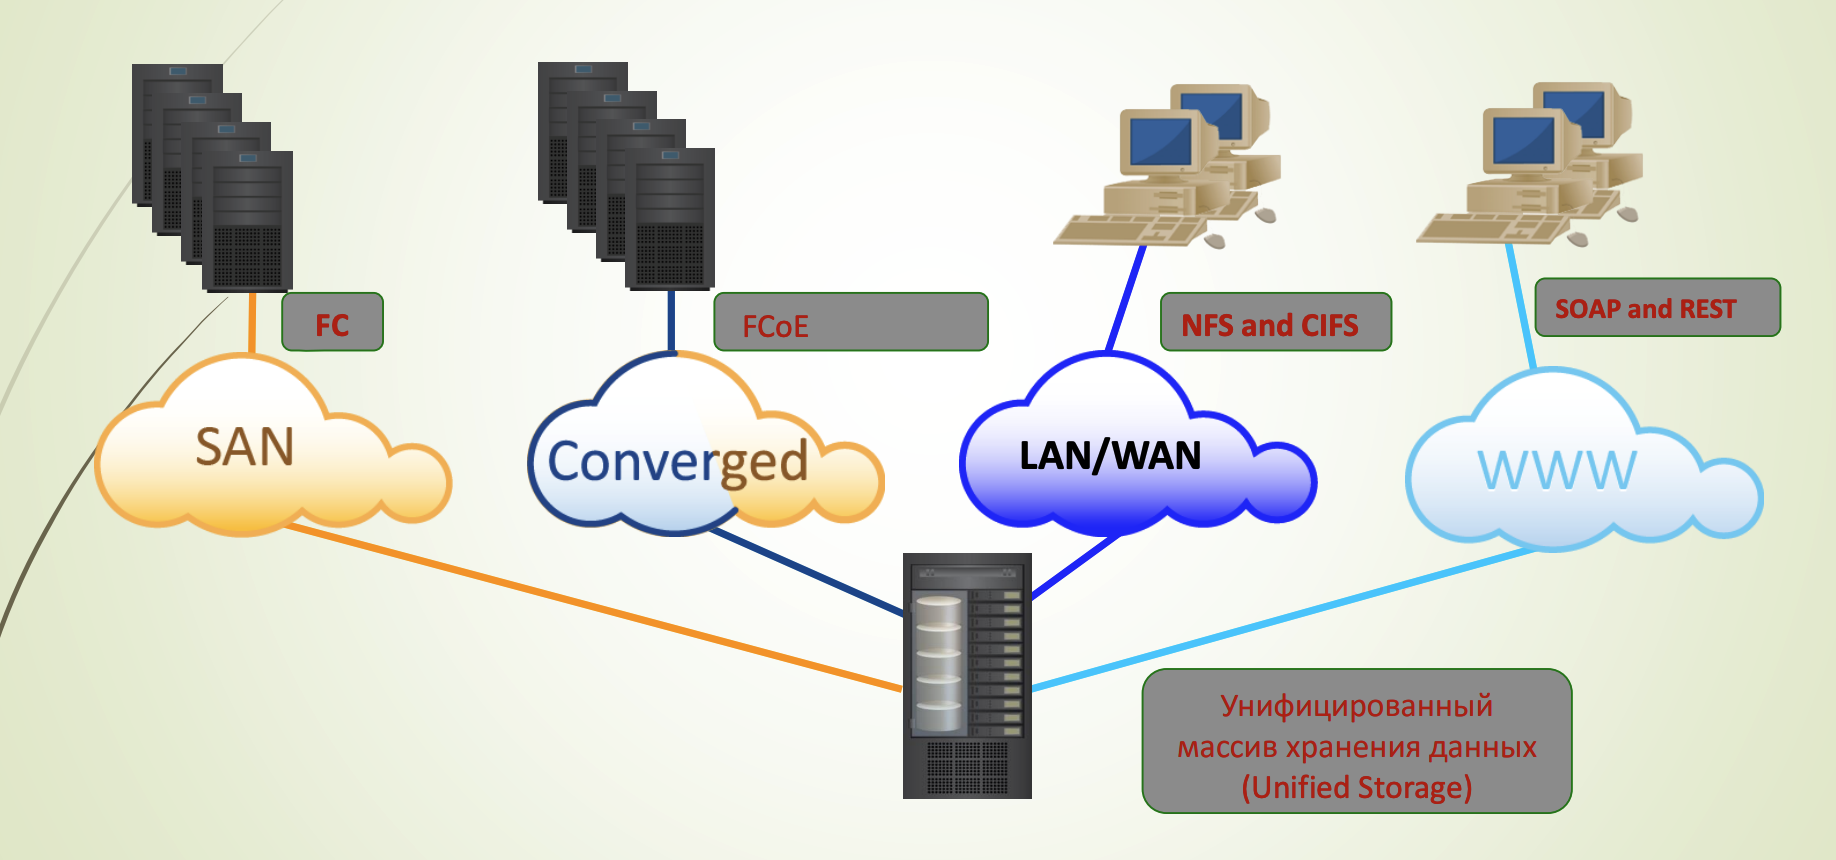 FC
FCoE
NFS and CIFS
SOAP and REST
SAN
Converged
LAN/WAN
WWW
Унифицированный
массив хранения данных
(Unified Storage)